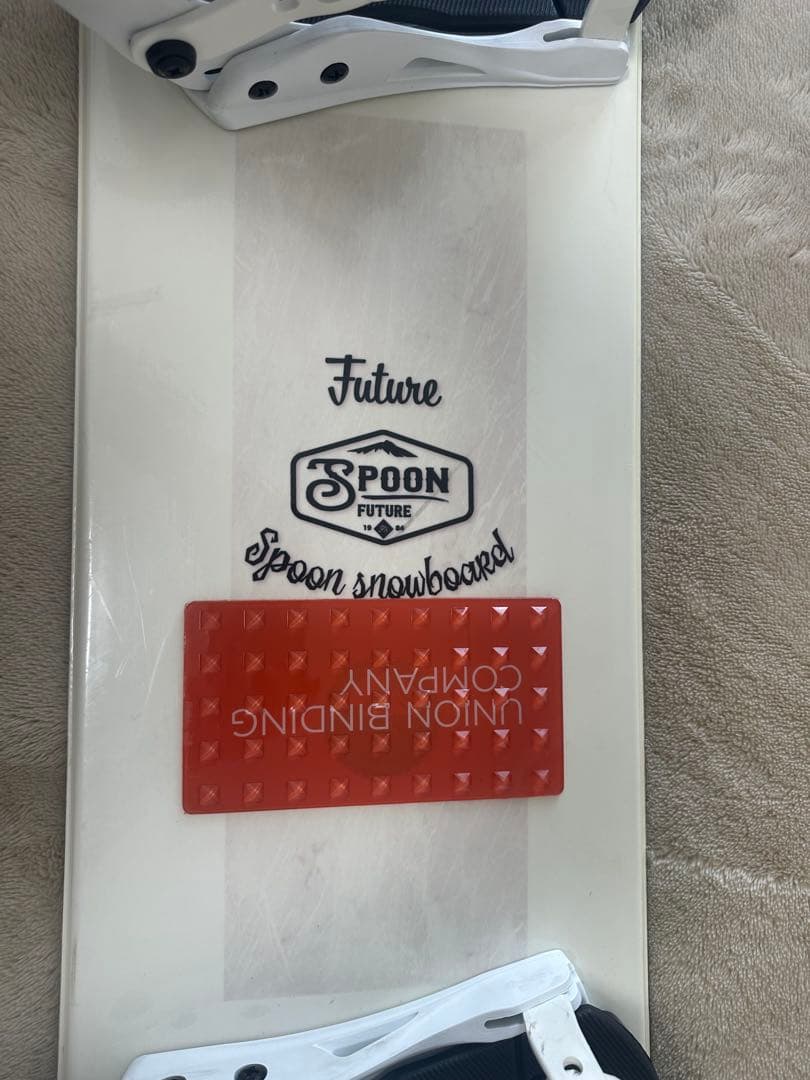 Future
SPOON
FUTURE
19 84
Spoon snowboard
UNION BINDING
COMPANY